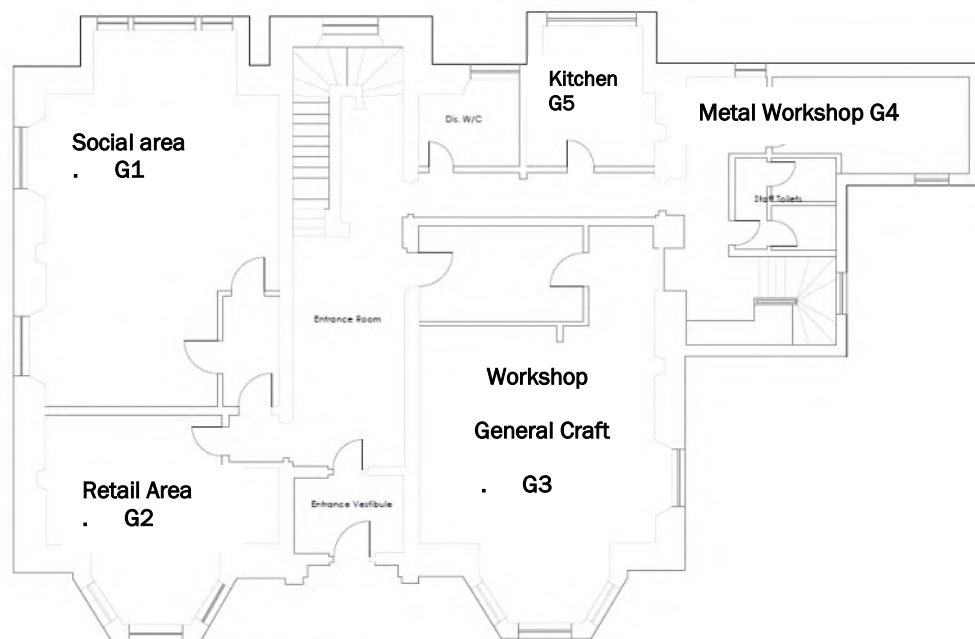 Social area
. G1
Dis. W/C
Kitchen
G5
Metal Workshop G4
Staff Toilets
Entrance Room
Workshop
General Craft
. G3
Retail Area
. G2
Entrance Vestibule